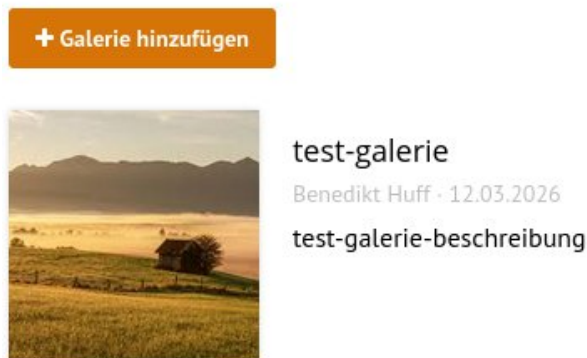 + Galerie hinzufügen
test-galerie
Benedikt Huff · 12.03.2026
test-galerie-beschreibung